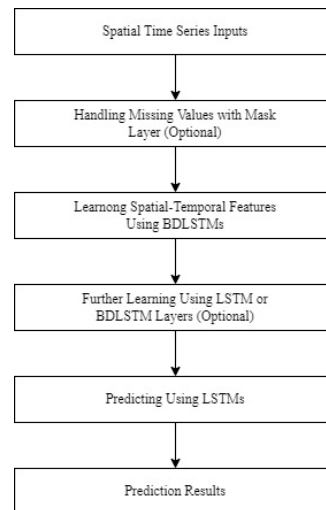 Spatial Time Series Inputs
Handling Missing Values with Mask
Layer (Optional)
Learnong Spatial-Temporal Features
Using BDLSTMs
Further Learning Using LSTM or
BDLSTM Layers (Optional)
Predicting Using LSTMs
Prediction Results